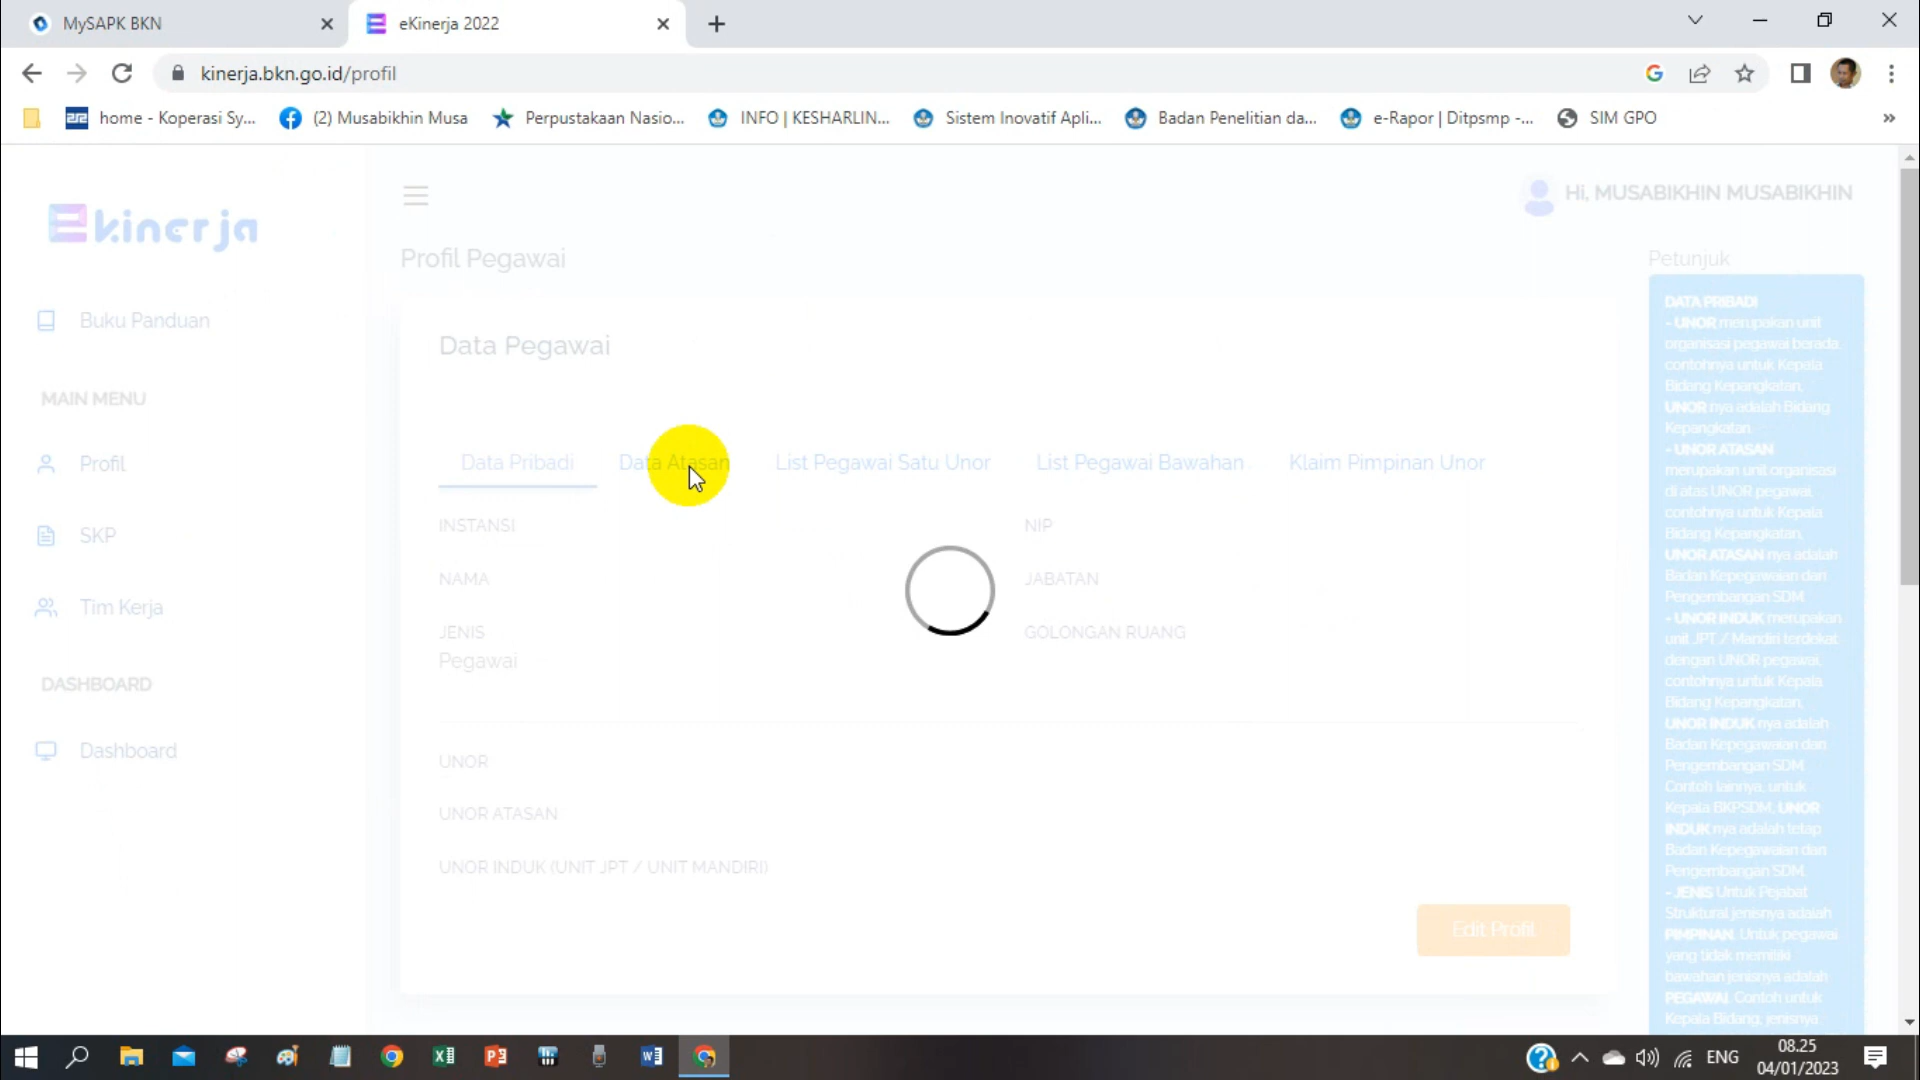 MySAPK BKN
eKinerja 2022
kinerja.bkn.go.id/profil
home - Koperasi Sy...
(2) Musabikhin Musa
Perpustakaan Nasio...
INFO | KESHARLIN...
Sistem Inovatif Apli...
Badan Penelitian da...
e-Rapor | Ditpsmp -...
SIM GPO
»
Ekinerja
Hi, MUSABIKHIN MUSABIKHIN
Buku Panduan
MAIN MENU
Profil
SKP
Tim Kerja
DASHBOARD
Dashboard
Profil Pegawai
Data Pegawai
Data Pribadi
Data Atasan
List Pegawai Satu Unor
List Pegawai Bawahan
Klaim Pimpinan Unor
INSTANSI
NIP
NAMA
JABATAN
JENIS
GOLONGAN RUANG
Pegawai
UNOR
UNOR ATASAN
UNOR INDUK (UNIT JPT / UNIT MANDIRI)
Edit Profil
Petunjuk
DATA PRIBADI
- UNOR merupakan unit
organisasi pegawai berada,
contohnya untuk Kepala
Bidang Kepangkatan,
UNOR nya adalah Bidang
Kepangkatan
- UNOR ATASAN
merupakan unit organisasi
di atas UNOR pegawai,
contohnya untuk Kepala
Bidang Kepangkatan,
UNOR ATASAN nya adalah
Badan Kepegawaian dan
Pengembangan SDM
- UNOR INDUK merupakan
unit JPT / Mandiri terdekat
dengan UNOR pegawai,
contohnya untuk Kepala
Bidang Kepangkatan,
UNOR INDUK nya adalah
Badan Kepegawaian dan
Pengembangan SDM.
Contoh lainnya, untuk
Kepala BKPSDM, UNOR
INDUK nya adalah tetap
Badan Kepegawaian dan
Pengembangan SDM.
- JENIS Untuk Pejabat
Struktural jenisnya adalah
PIMPINAN. Untuk pegawai
yang tidak memiliki
bawahan jenisnya adalah
PEGAWAI. Contoh untuk
Kepala Bidang, jenisnya
ENG
08.25
04/01/2023